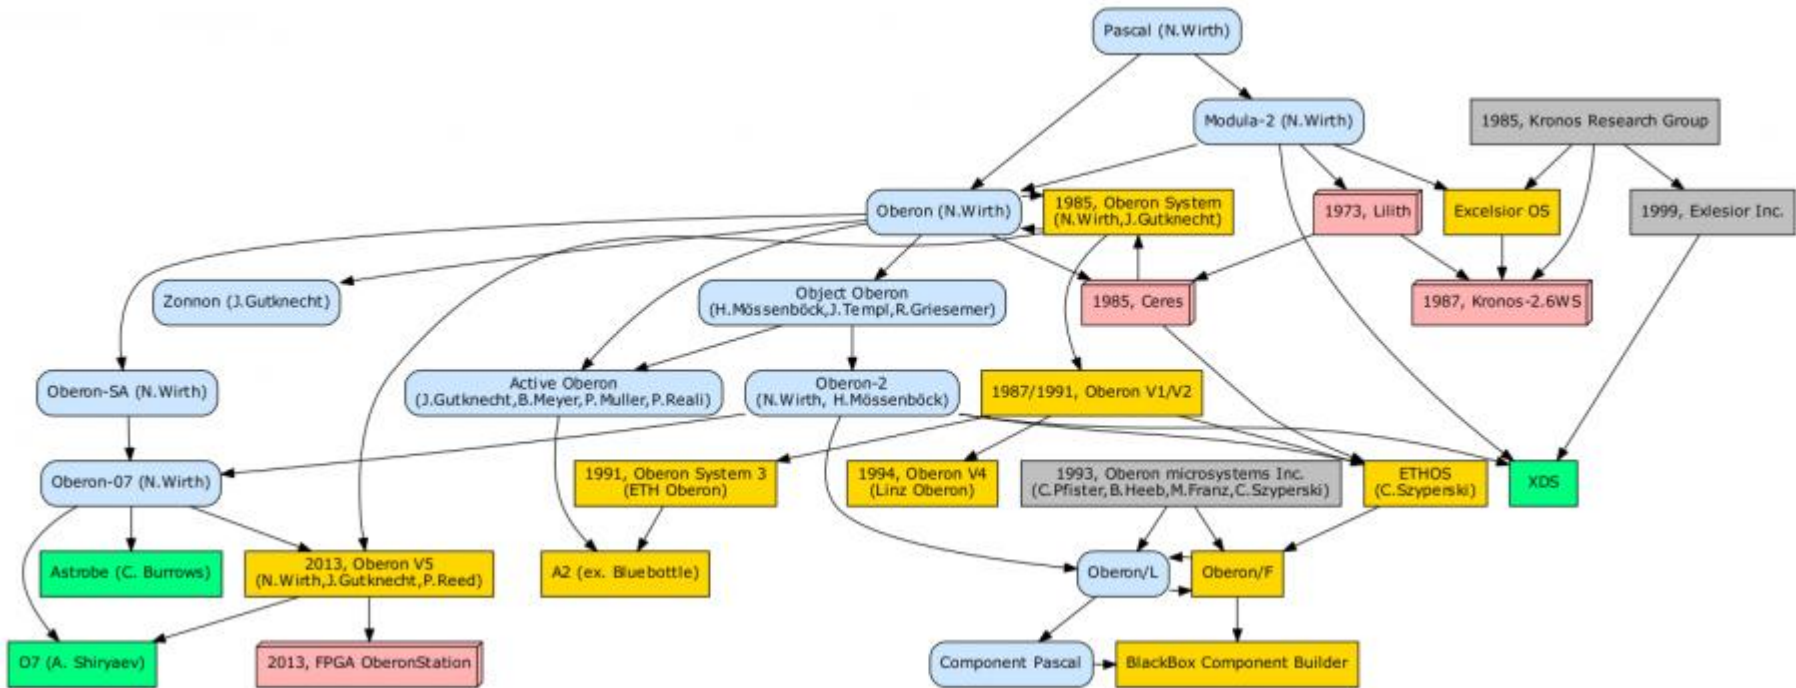 Pascal (N.Wirth)
Modula-2 (N.Wirth)
1985, Kronos Research Group
Oberon (N.Wirth)
1985, Oberon System
(N.Wirth,J.Gutknecht)
1973, Lilith
Excelsior OS
1999, Exlesior Inc.
Zonnon (J.Gutknecht)
Object Oberon
(H.Mössenböck,J.Templ,R.Griesemer)
1985, Ceres
1987, Kronos-2.6WS
Oberon-SA (N.Wirth)
Active Oberon
(J.Gutknecht,B.Meyer,P.Muller,P.Reali)
Oberon-2
(N.Wirth, H.Mössenböck)
1987/1991, Oberon V1/V2
Oberon-07 (N.Wirth)
1991, Oberon System 3
(ETH Oberon)
1994, Oberon V4
(Linz Oberon)
1993, Oberon microsystems Inc.
(C.Pfister,B.Heeb,M.Franz,C.Szyperski)
ETHOS
(C.Szyperski)
XDS
Astrobe (C. Burrows)
2013, Oberon V5
(N.Wirth,J.Gutknecht,P.Reed)
A2 (ex. Bluebottle)
Oberon/L
Oberon/F
O7 (A. Shiryaev)
2013, FPGA OberonStation
Component Pascal
BlackBox Component Builder